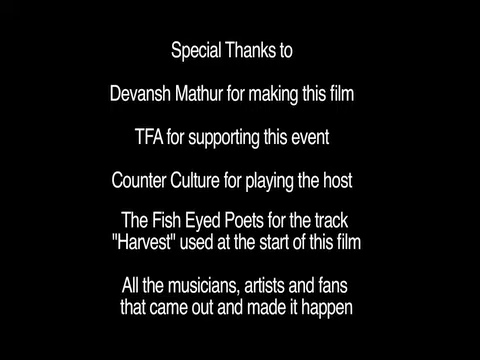 Special Thanks to
Devansh Mathur for making this film
TFA for supporting this event
Counter Culture for playing the host
The Fish Eyed Poets for the track
"Harvest" used at the start of this film
All the musicians, artists and fans
that came out and made it happen